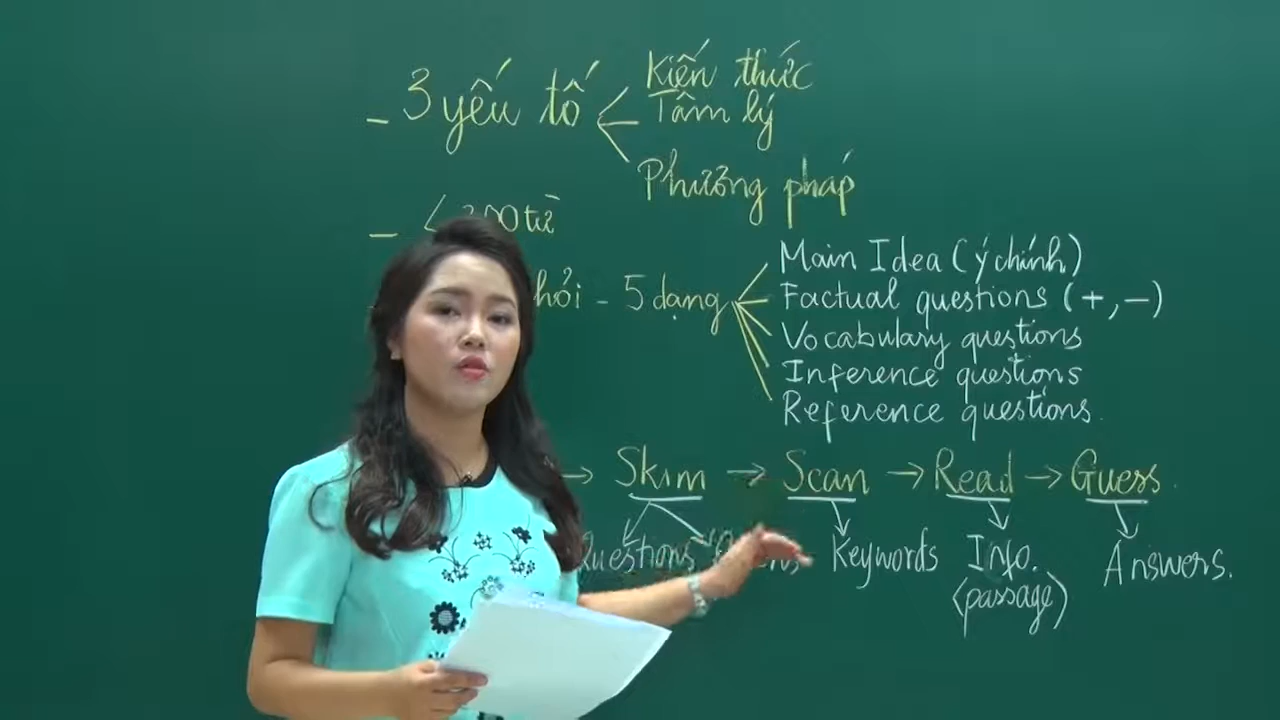 - 3 yếu tố
Kiến thức
Tâm lý
Phương pháp
- < 300 từ
hỏi - 5 dạng
Main Idea (ý chính)
Factual questions (+, -)
Vocabulary questions
Inference questions
Reference questions.
→ Skim → Scan → Read → Guess.
Questions
Keywords
Info.
(passage)
Answers.